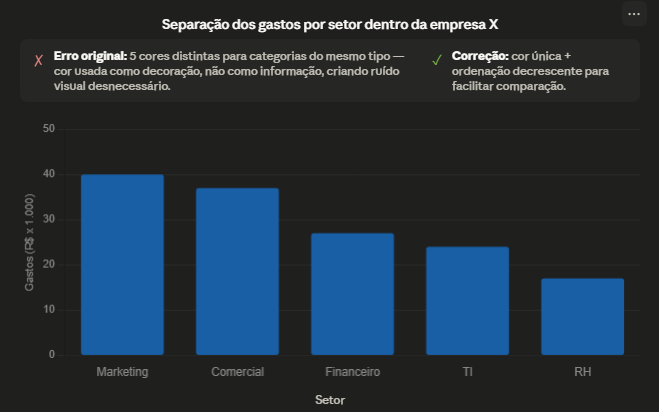 Separação dos gastos por setor dentro da empresa X
✗ Erro original: 5 cores distintas para categorias do mesmo tipo —
cor usada como decoração, não como informação, criando ruído
visual desnecessário.
✓ Correção: cor única +
ordenação decrescente para
facilitar comparação.
Gastos (R$ x 1.000)
50
40
30
20
10
0
Marketing Comercial Financeiro TI RH
Setor